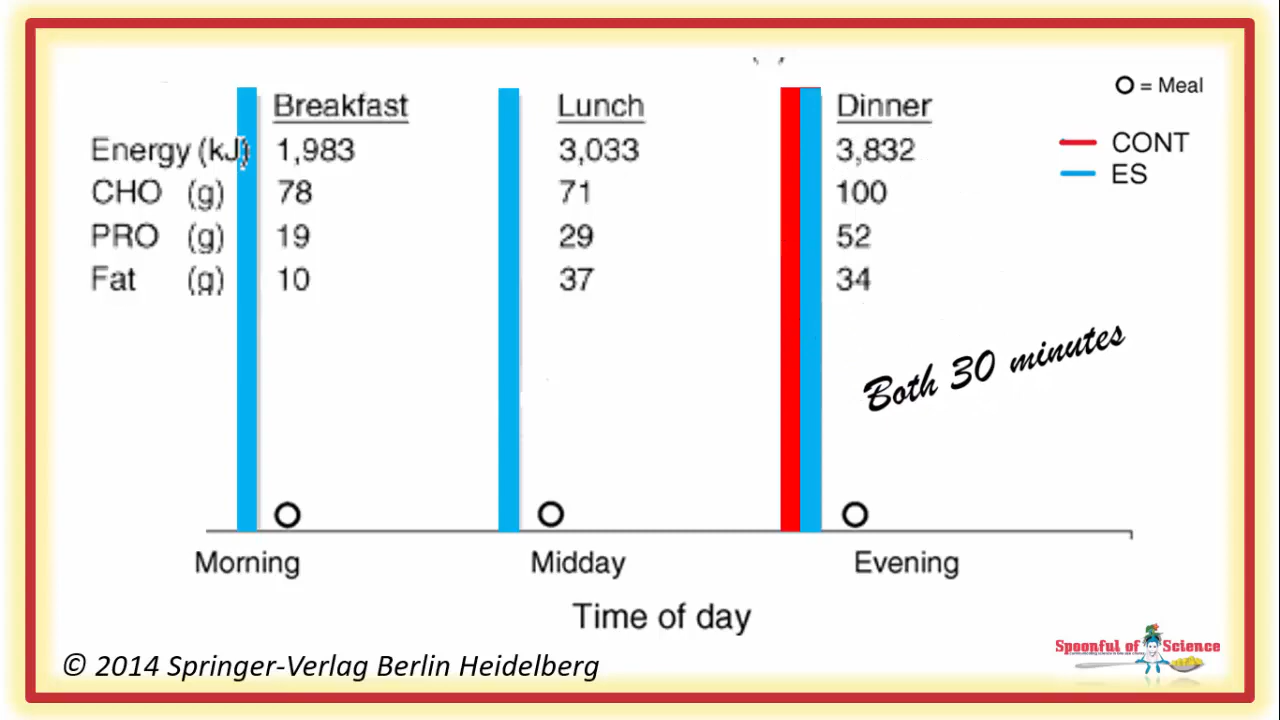 Breakfast Lunch Dinner
Energy (kJ) 1,983 3,033 3,832
CHO (g) 78 71 100
PRO (g) 19 29 52
Fat (g) 10 37 34
O = Meal
CONT
ES
Both 30 minutes
Morning Midday Evening
Time of day
© 2014 Springer-Verlag Berlin Heidelberg
Spoonful of Science